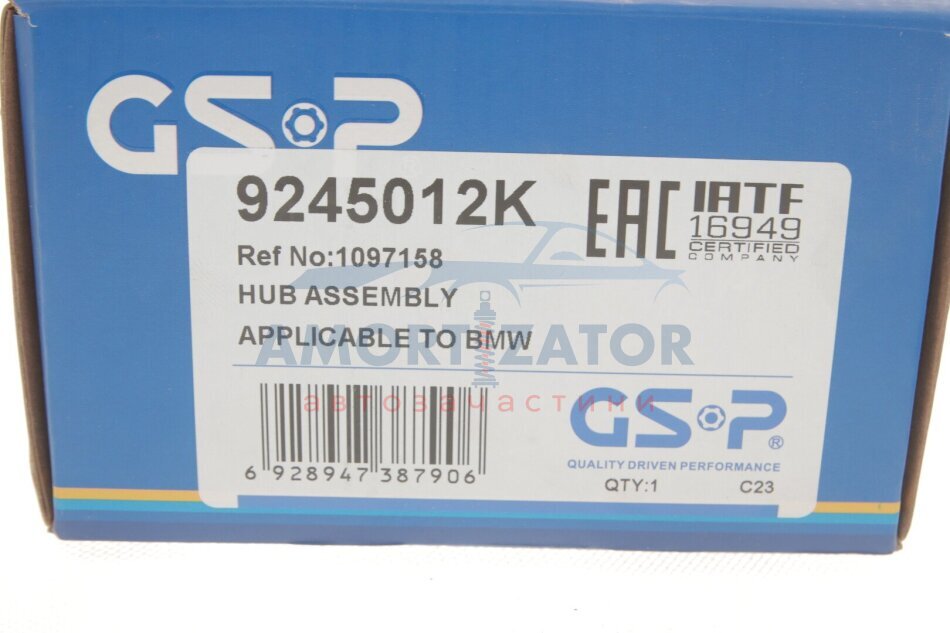 GSP
®
9245012K
EAC
IATF
16949
CERTIFIED
COMPANY
Ref No:1097158
HUB ASSEMBLY
APPLICABLE TO BMW
AMORTIZATOR
автозачастини
GSP®
QUALITY DRIVEN PERFORMANCE
6 928947 387906
QTY:1 C23